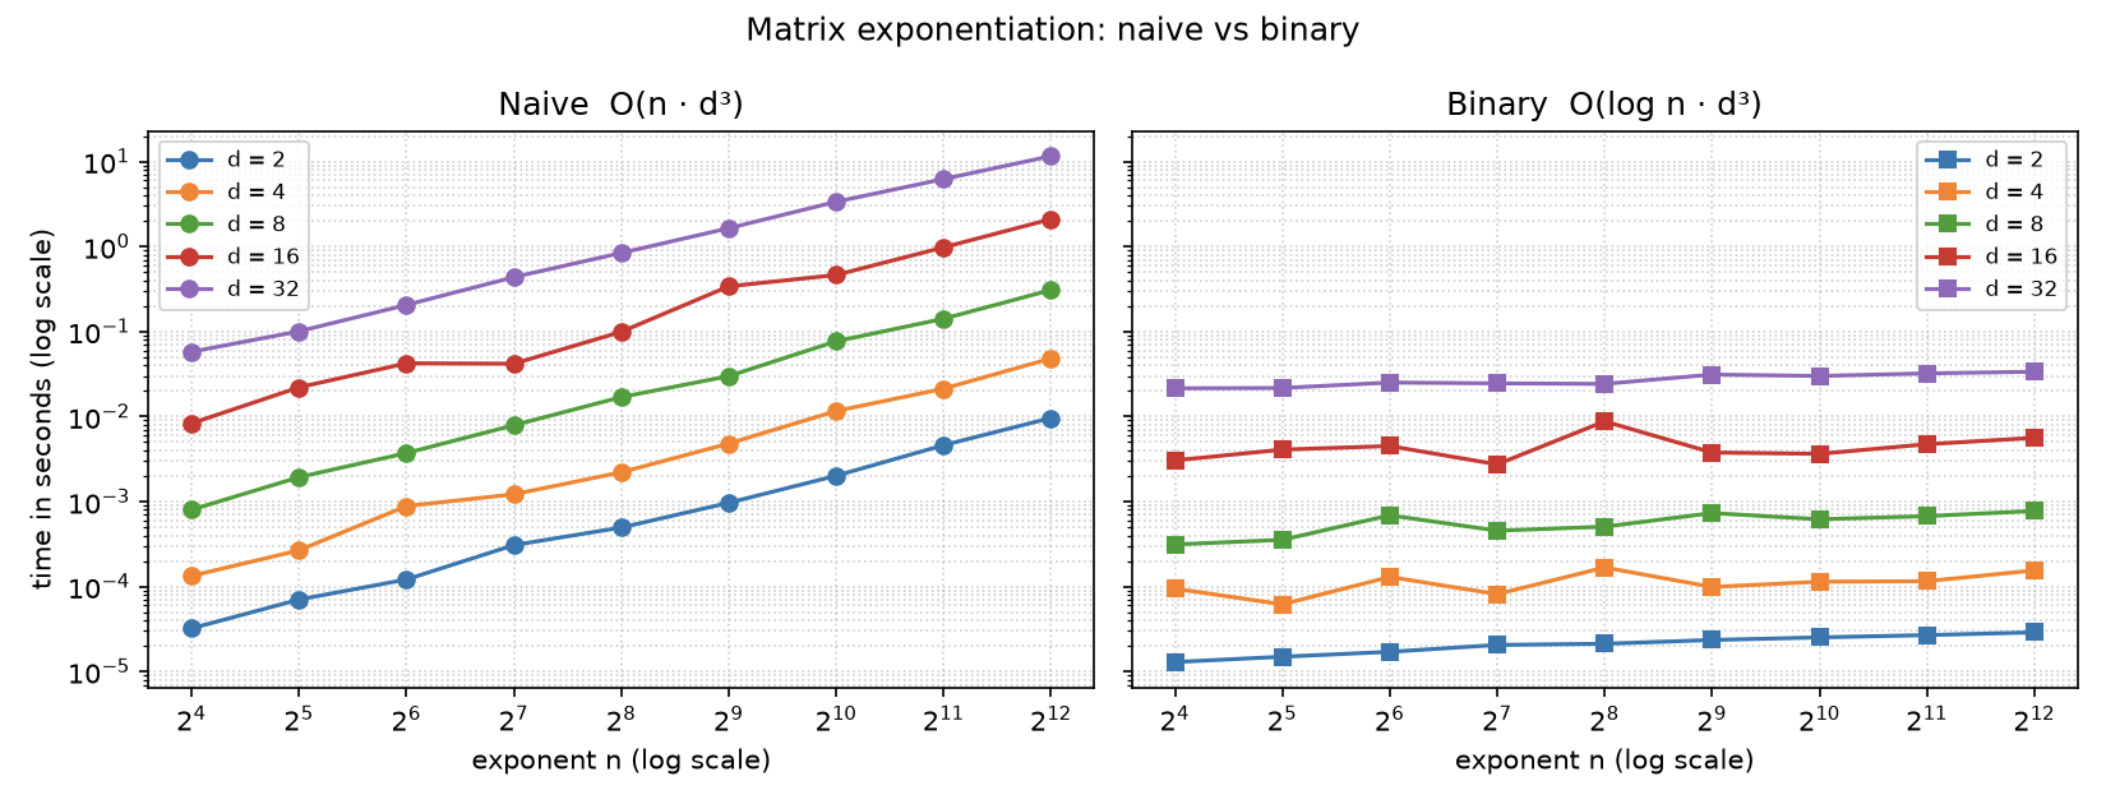 Matrix exponentiation: naive vs binary
Naive  O(n · d³)
time in seconds (log scale)
10¹
10⁰
10⁻¹
10⁻²
10⁻³
10⁻⁴
10⁻⁵
d = 2
d = 4
d = 8
d = 16
d = 32
2⁴ 2⁵ 2⁶ 2⁷ 2⁸ 2⁹ 2¹⁰ 2¹¹ 2¹²
exponent n (log scale)
Binary  O(log n · d³)
d = 2
d = 4
d = 8
d = 16
d = 32
2⁴ 2⁵ 2⁶ 2⁷ 2⁸ 2⁹ 2¹⁰ 2¹¹ 2¹²
exponent n (log scale)